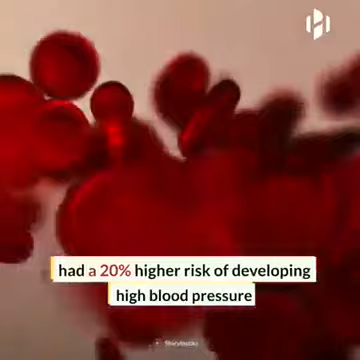 had a 20% higher risk of developing
high blood pressure